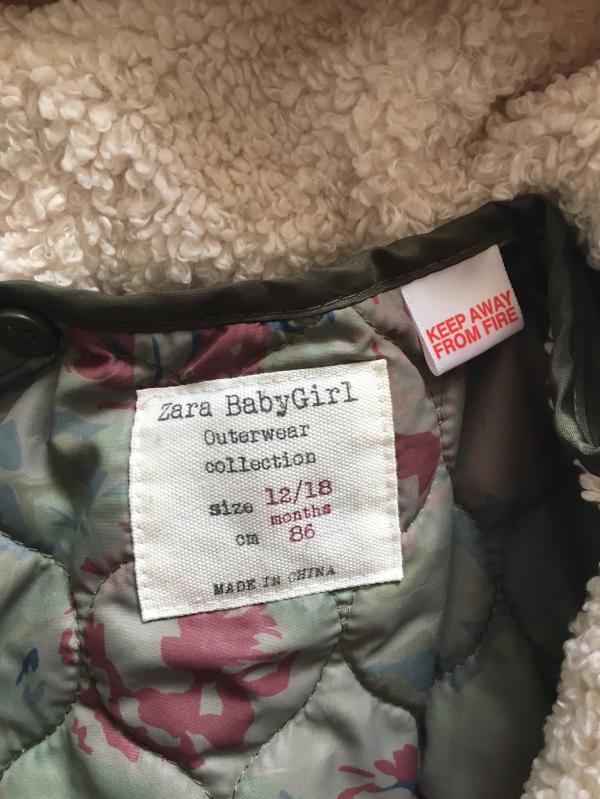 KEEP AWAY
FROM FIRE
Zara BabyGirl
Outerwear
collection
size 12/18
months
cm 86
MADE IN CHINA